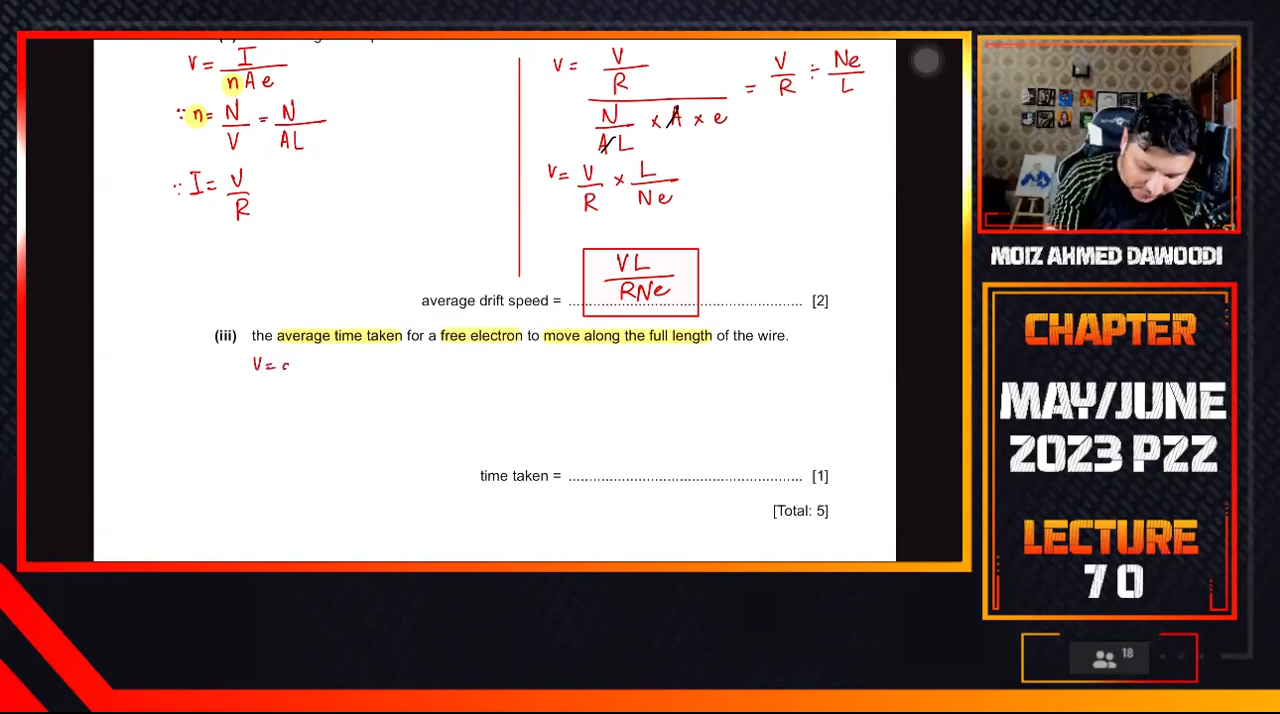 v = I / nAe
∵ n = N/V = N/AL
∵ I = V/R
v = (V/R) / (N/AL × A × e) = V/R ÷ Ne/L
v = V/R × L/Ne
VL/RNe
average drift speed = ............................................... [2]
(iii) the average time taken for a free electron to move along the full length of the wire.
V=
time taken = ............................................... [1]
[Total: 5]
MOIZ AHMED DAWOODI
CHAPTER
MAY/JUNE
2023 P22
LECTURE
70
18